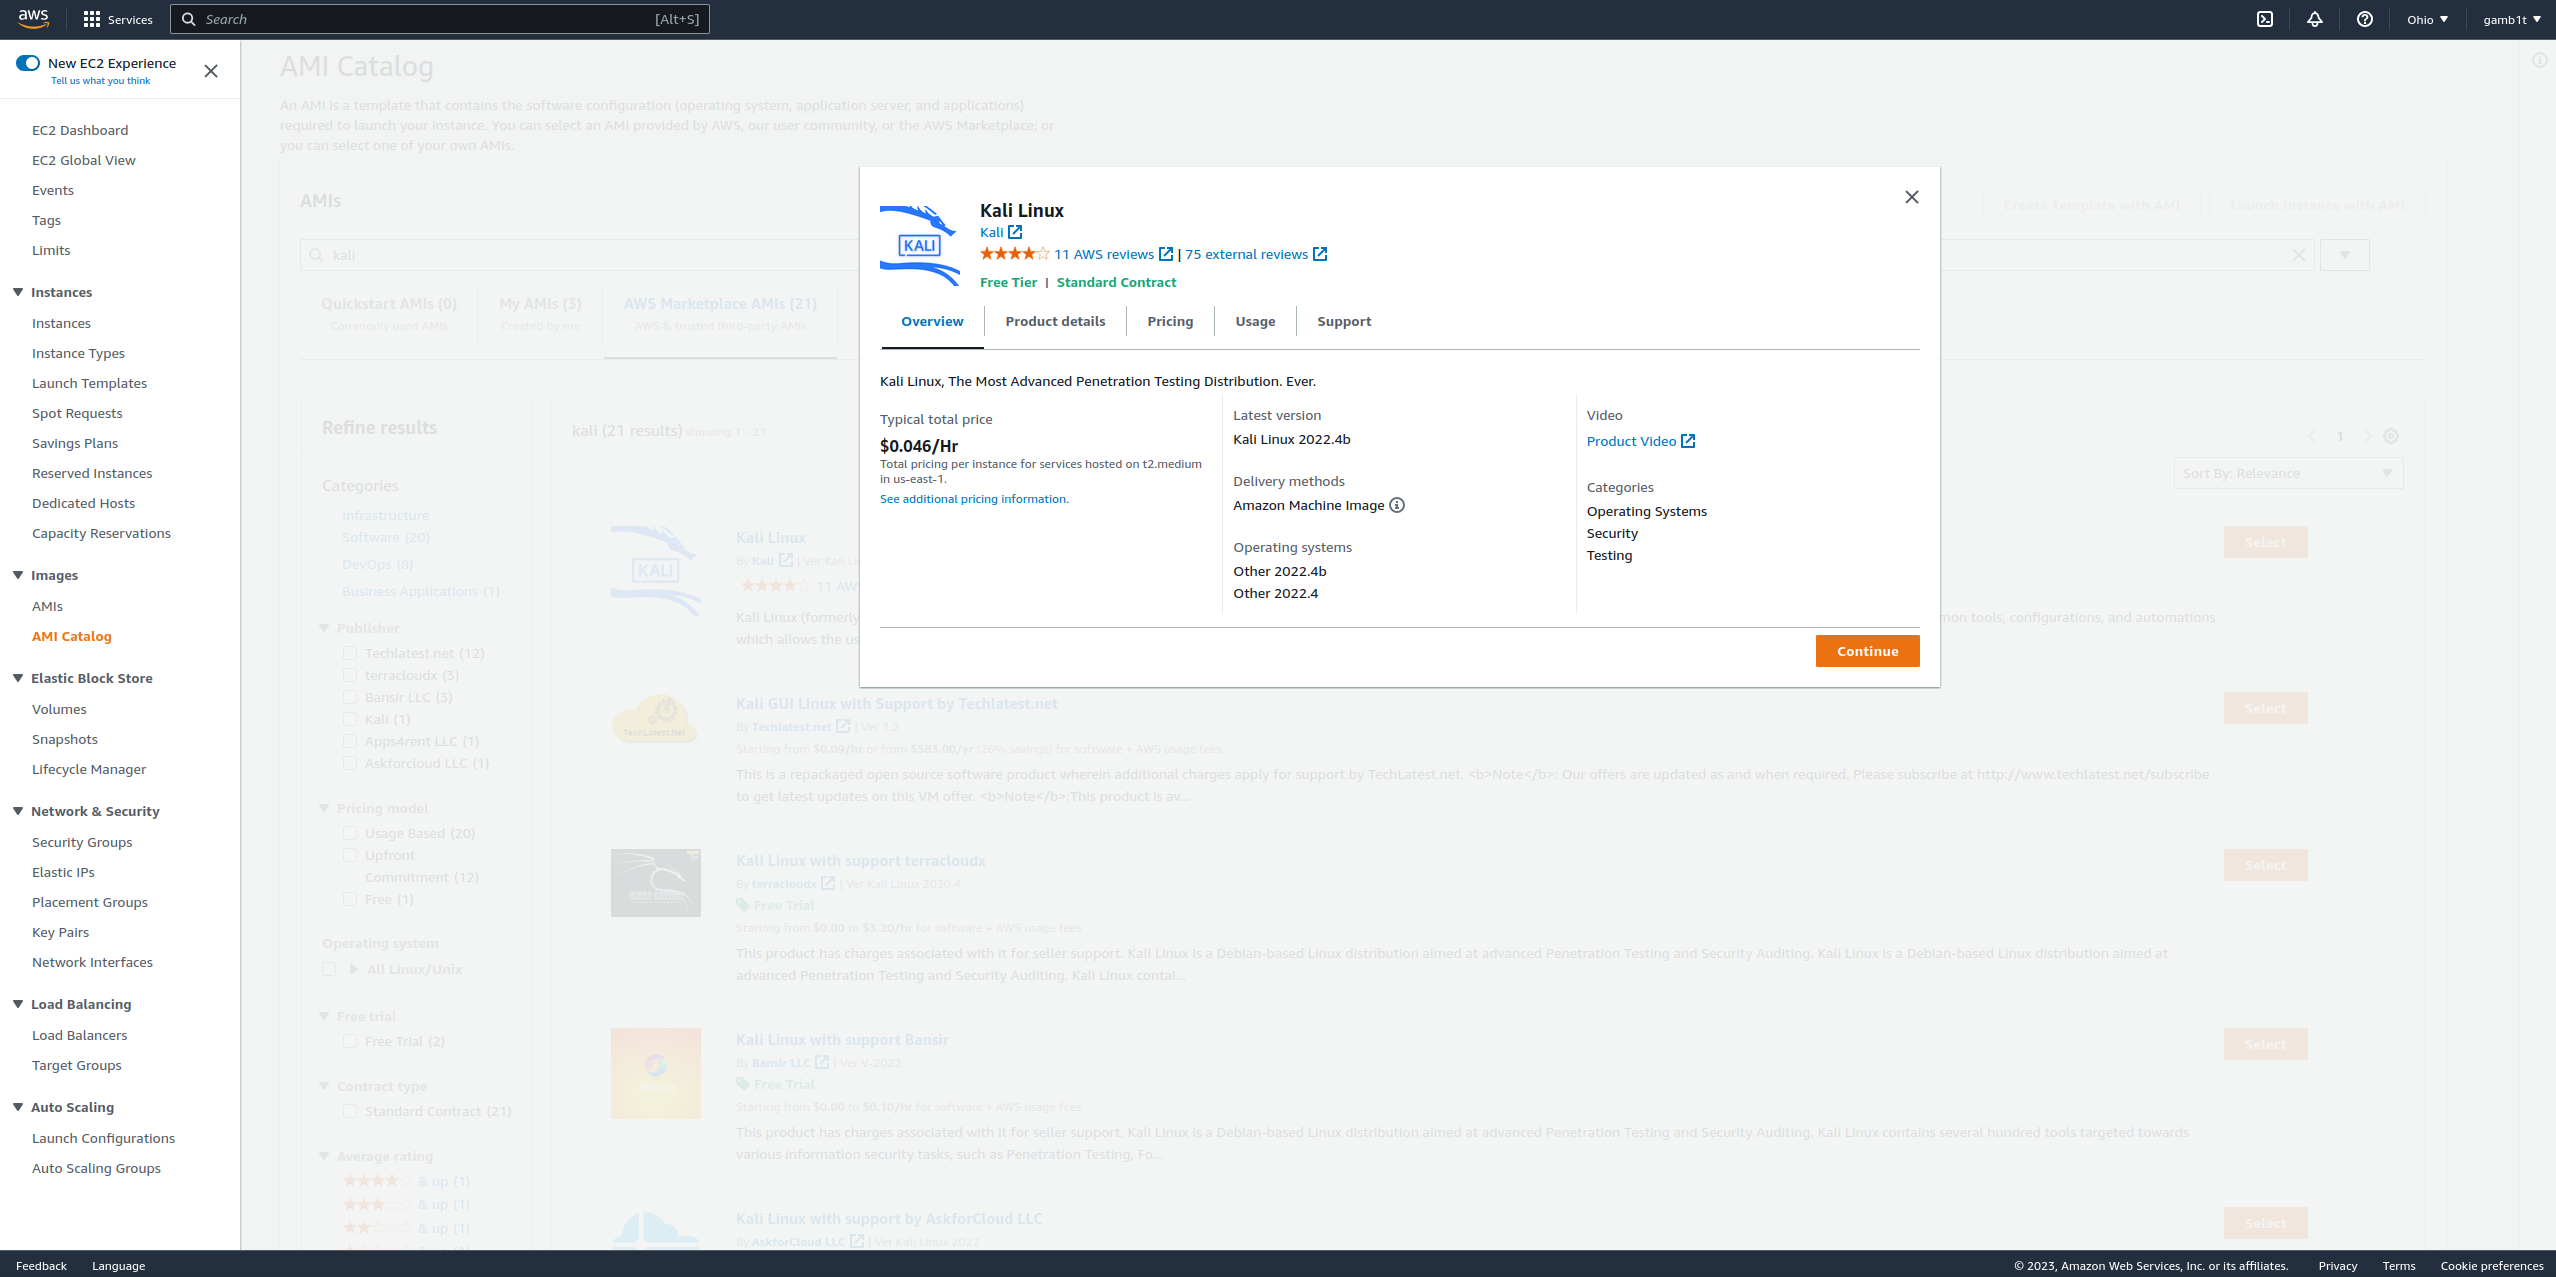 aws
Services
Search
[Alt+S]
Ohio
gamb1t
New EC2 Experience
Tell us what you think
EC2 Dashboard
EC2 Global View
Events
Tags
Limits
Instances
Instances
Instance Types
Launch Templates
Spot Requests
Savings Plans
Reserved Instances
Dedicated Hosts
Capacity Reservations
Images
AMIs
AMI Catalog
Elastic Block Store
Volumes
Snapshots
Lifecycle Manager
Network & Security
Security Groups
Elastic IPs
Placement Groups
Key Pairs
Network Interfaces
Load Balancing
Load Balancers
Target Groups
Auto Scaling
Launch Configurations
Auto Scaling Groups
AMI Catalog
An AMI is a template that contains the software configuration (operating system, application server, and applications)
required to launch your instance. You can select an AMI provided by AWS, our user community, or the AWS Marketplace; or
you can select one of your own AMIs.
AMIs
Create Template with AMI
Launch Instance with AMI
kali
Quickstart AMIs (0)
Commonly used AMIs
My AMIs (3)
Created by me
AWS Marketplace AMIs (21)
AWS & trusted third-party AMIs
Refine results
Categories
Infrastructure
Software (20)
DevOps (8)
Business Applications (1)
Publisher
Techlatest.net (12)
terracloudx (3)
Bansir LLC (3)
Kali (1)
Apps4rent LLC (1)
Askforcloud LLC (1)
Pricing model
Usage Based (20)
Upfront
Commitment (12)
Free (1)
Operating system
All Linux/Unix
Free trial
Free Trial (2)
Contract type
Standard Contract (21)
Average rating
& up (1)
& up (1)
& up (1)
kali (21 results) showing 1 - 21
1
Sort By: Relevance
KALI
Kali Linux
By Kali | Ver Kali Li
11 AW
Kali Linux (formerly
which allows the us
mon tools, configurations, and automations
Select
TechLatest.Net
Kali GUI Linux with Support by Techlatest.net
By Techlatest.net | Ver 1.2
Starting from $0.09/hr or from $583.00/yr (26% savings) for software + AWS usage fees
This is a repackaged open source software product wherein additional charges apply for support by TechLatest.net. <b>Note</b>: Our offers are updated as and when required. Please subscribe at http://www.techlatest.net/subscribe
to get latest updates on this VM offer. <b>Note</b>:This product is av...
Select
Kali Linux with support terracloudx
By terracloudx | Ver Kali Linux 2020.4
Free Trial
Starting from $0.00 to $3.20/hr for software + AWS usage fees
This product has charges associated with it for seller support. Kali Linux is a Debian-based Linux distribution aimed at advanced Penetration Testing and Security Auditing. Kali Linux is a Debian-based Linux distribution aimed at
advanced Penetration Testing and Security Auditing. Kali Linux contai...
Select
Kali Linux with support Bansir
By Bansir LLC | Ver V-2022
Free Trial
Starting from $0.00 to $0.10/hr for software + AWS usage fees
This product has charges associated with it for seller support. Kali Linux is a Debian-based Linux distribution aimed at advanced Penetration Testing and Security Auditing. Kali Linux contains several hundred tools targeted towards
various information security tasks, such as Penetration Testing, Fo...
Select
Kali Linux with support by AskforCloud LLC
By AskforCloud LLC | Ver Kali Linux 2022
Select
KALI
Kali Linux
Kali
11 AWS reviews | 75 external reviews
Free Tier | Standard Contract
Overview
Product details
Pricing
Usage
Support
Kali Linux, The Most Advanced Penetration Testing Distribution. Ever.
Typical total price
$0.046/Hr
Total pricing per instance for services hosted on t2.medium
in us-east-1.
See additional pricing information.
Latest version
Kali Linux 2022.4b
Delivery methods
Amazon Machine Image
Operating systems
Other 2022.4b
Other 2022.4
Video
Product Video
Categories
Operating Systems
Security
Testing
Continue
Feedback
Language
© 2023, Amazon Web Services, Inc. or its affiliates.
Privacy
Terms
Cookie preferences